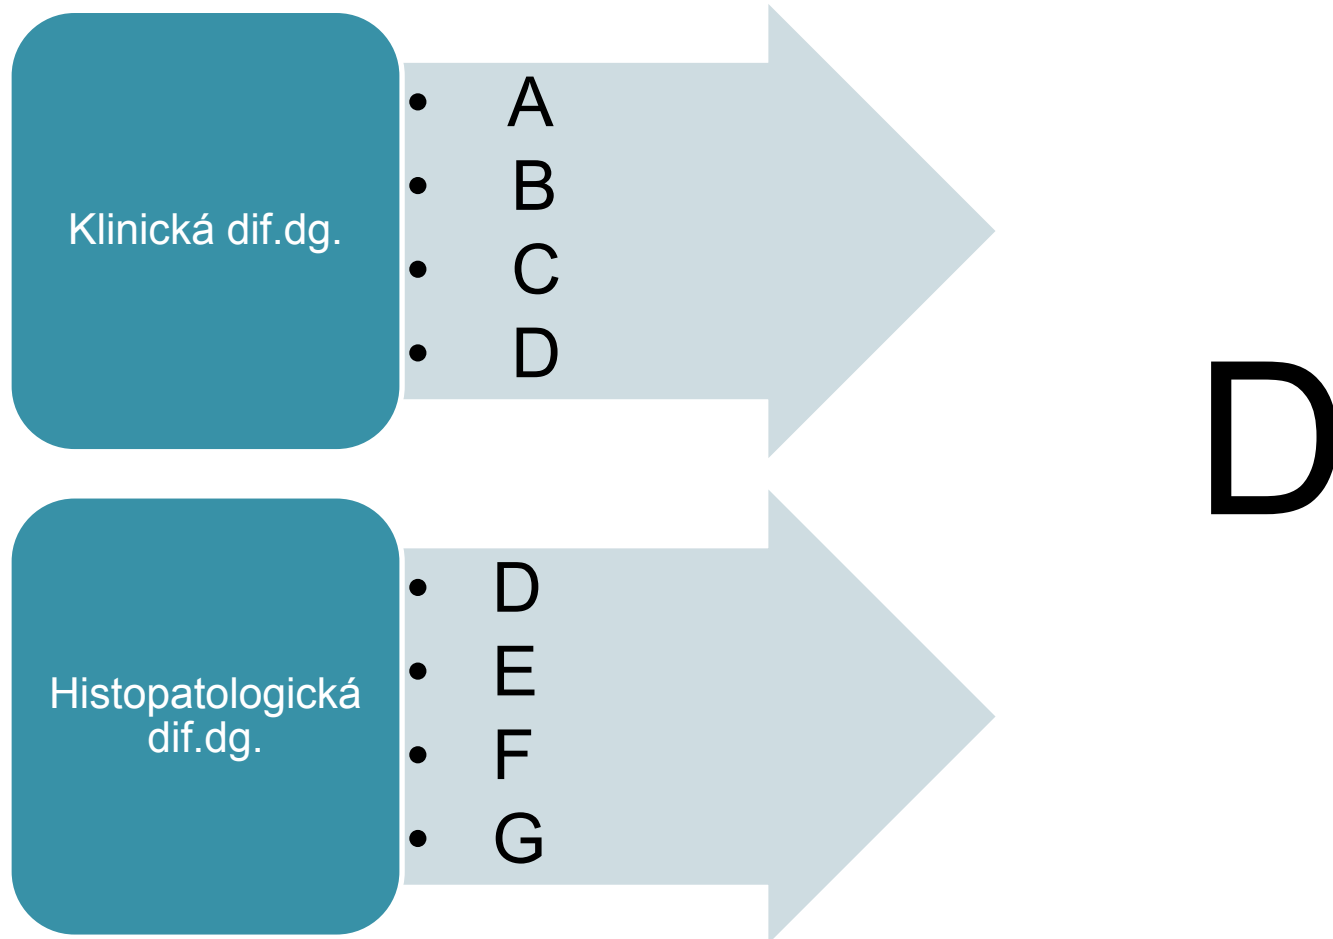 Klinická dif.dg.
• A
• B
• C
• D
Histopatologická
dif.dg.
• D
• E
• F
• G
D